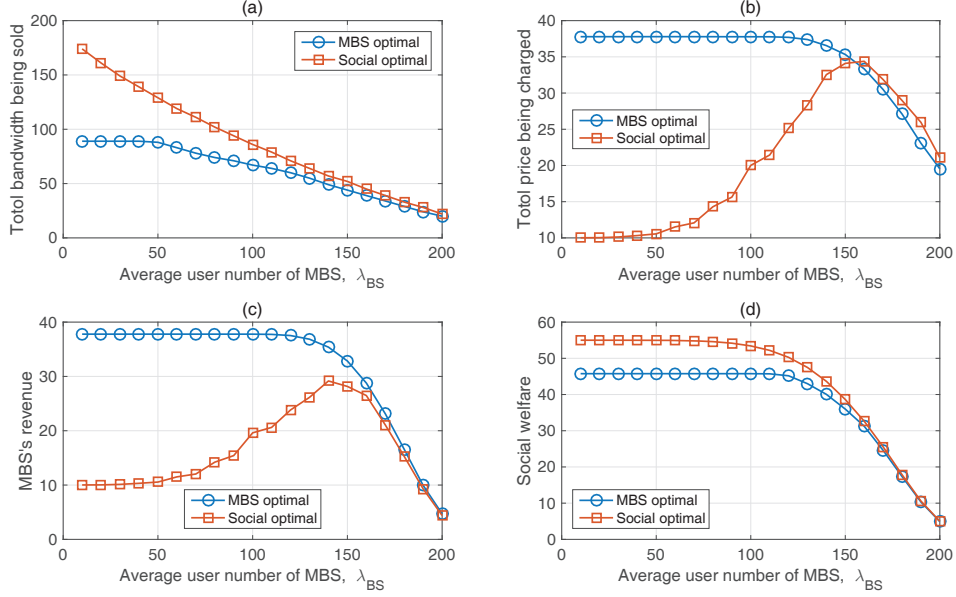 (a)
200
150
100
50
0
0 50 100 150 200
Totol bandwidth being sold
Average user number of MBS, λBS
MBS optimal
Social optimal
(b)
40
35
30
25
20
15
10
0 50 100 150 200
Totol price being charged
Average user number of MBS, λBS
MBS optimal
Social optimal
(c)
40
30
20
10
0
0 50 100 150 200
MBS's revenue
Average user number of MBS, λBS
MBS optimal
Social optimal
(d)
60
50
40
30
20
10
0
0 50 100 150 200
Social welfare
Average user number of MBS, λBS
MBS optimal
Social optimal